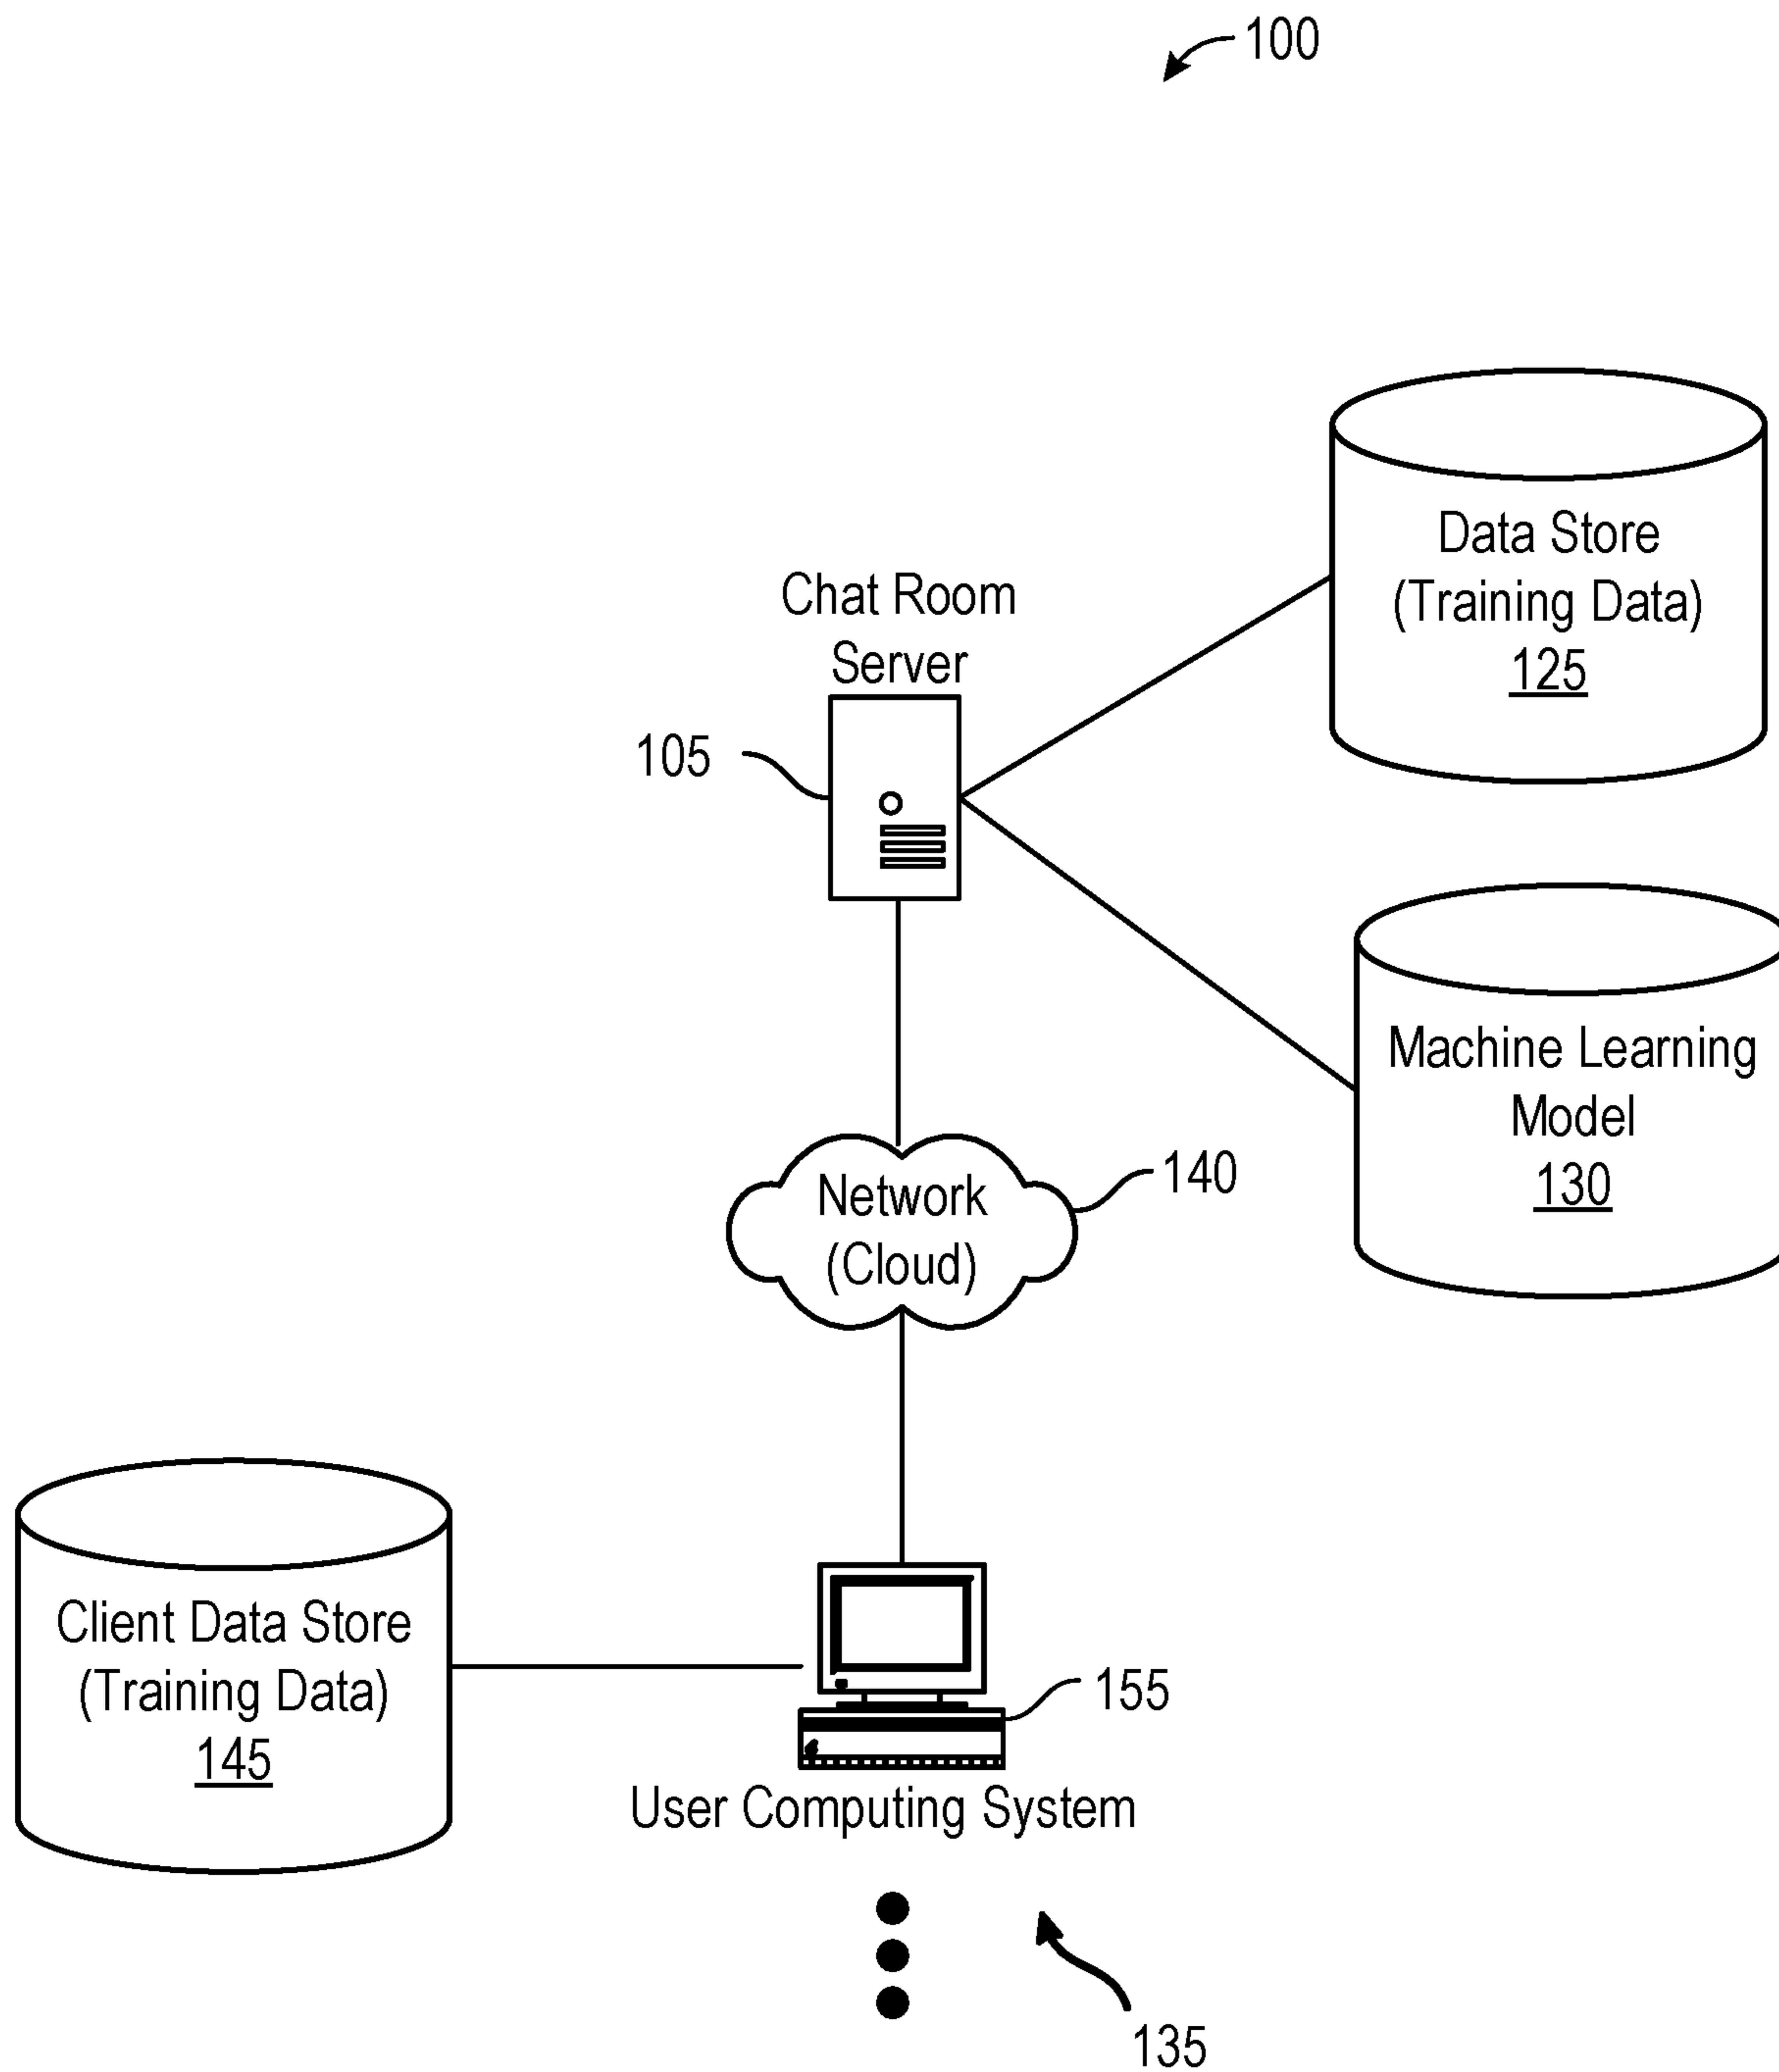 100
Data Store
(Training Data)
125
Chat Room
Server
105
Machine Learning
Model
130
Network
(Cloud)
140
Client Data Store
(Training Data)
145
155
User Computing System
135